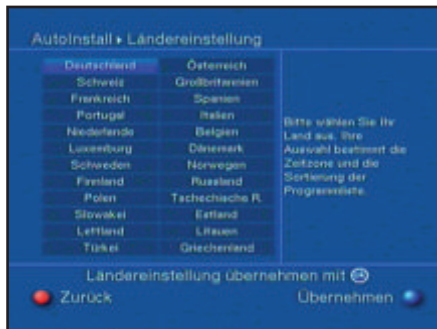 AutoInstall ▸ Ländereinstellung
Deutschland Österreich
Schweiz Großbritannien
Frankreich Spanien
Portugal Italien
Niederlande Belgien
Luxemburg Dänemark
Schweden Norwegen
Finnland Russland
Polen Tschechische R.
Slowakei Estland
Lettland Litauen
Türkei Griechenland
Bitte wählen Sie Ihr
Land aus. Ihre
Auswahl bestimmt die
Zeitzone und die
Sortierung der
Programmliste.
Ländereinstellung übernehmen mit OK
Zurück Übernehmen